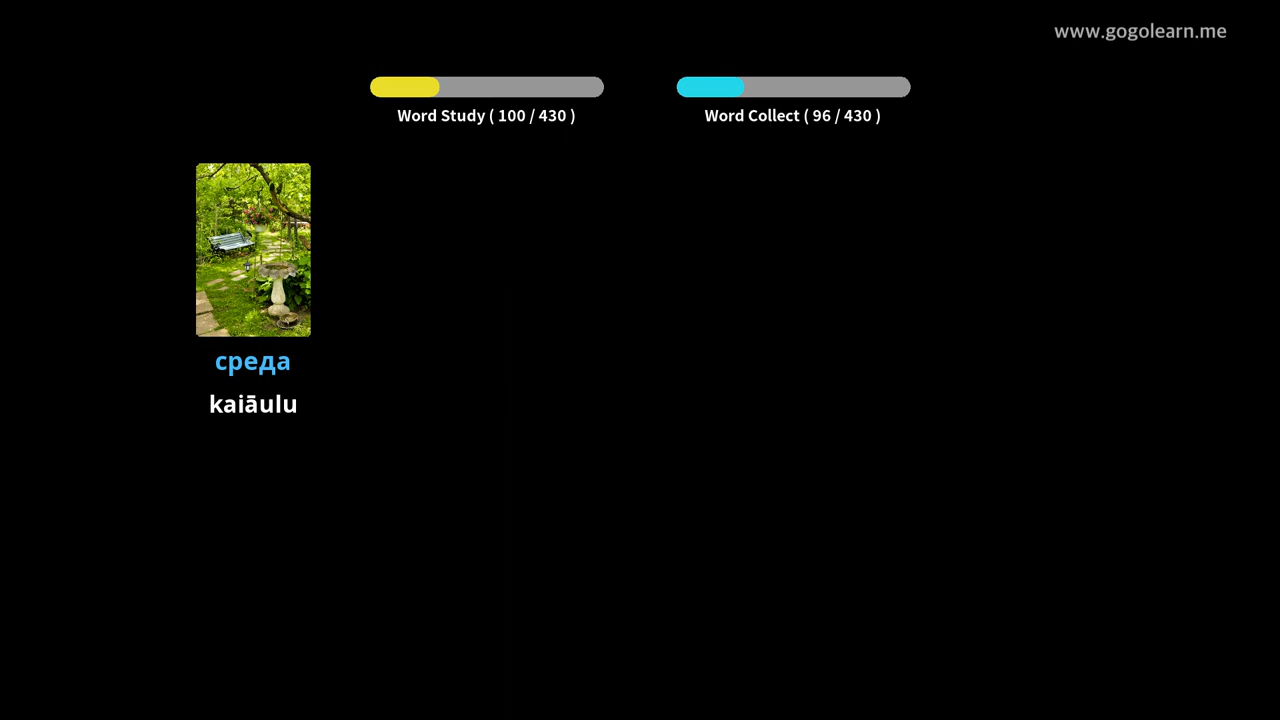 www.gogolearn.me
Word Study ( 100 / 430 )
Word Collect ( 96 / 430 )
среда
kaiāulu